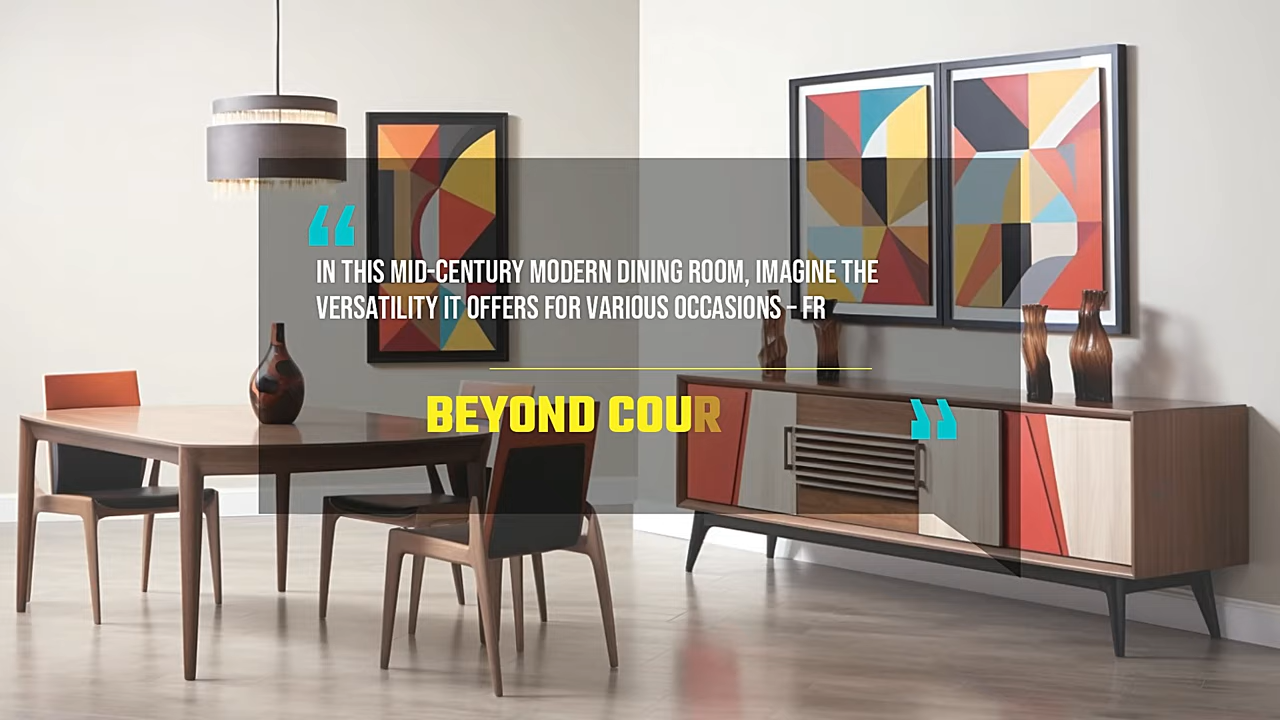 “
IN THIS MID-CENTURY MODERN DINING ROOM, IMAGINE THE
VERSATILITY IT OFFERS FOR VARIOUS OCCASIONS – FR
BEYOND COUR
”